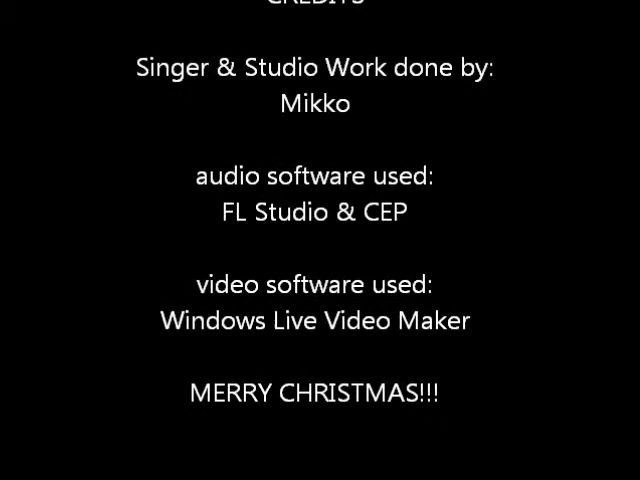 CREDITS
Singer & Studio Work done by:
Mikko
audio software used:
FL Studio & CEP
video software used:
Windows Live Video Maker
MERRY CHRISTMAS!!!